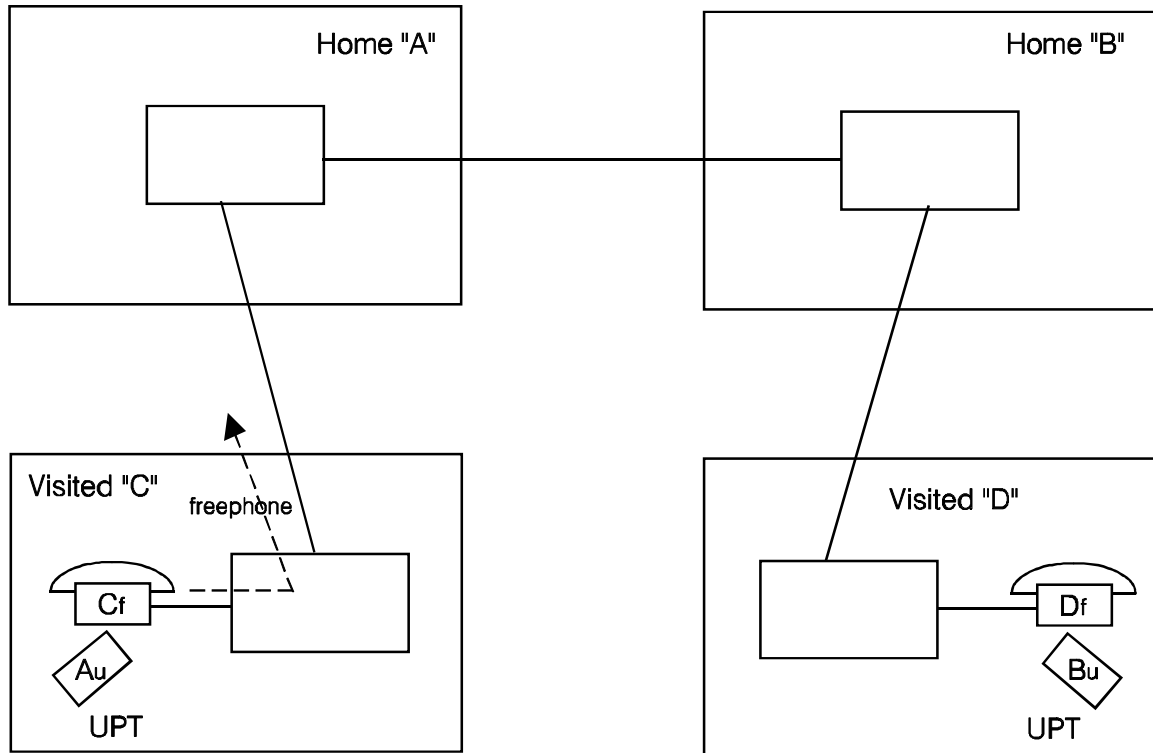 Home "A"
Home "B"
Visited "C"
freephone
Cf
Au
UPT
Visited "D"
Df
Bu
UPT